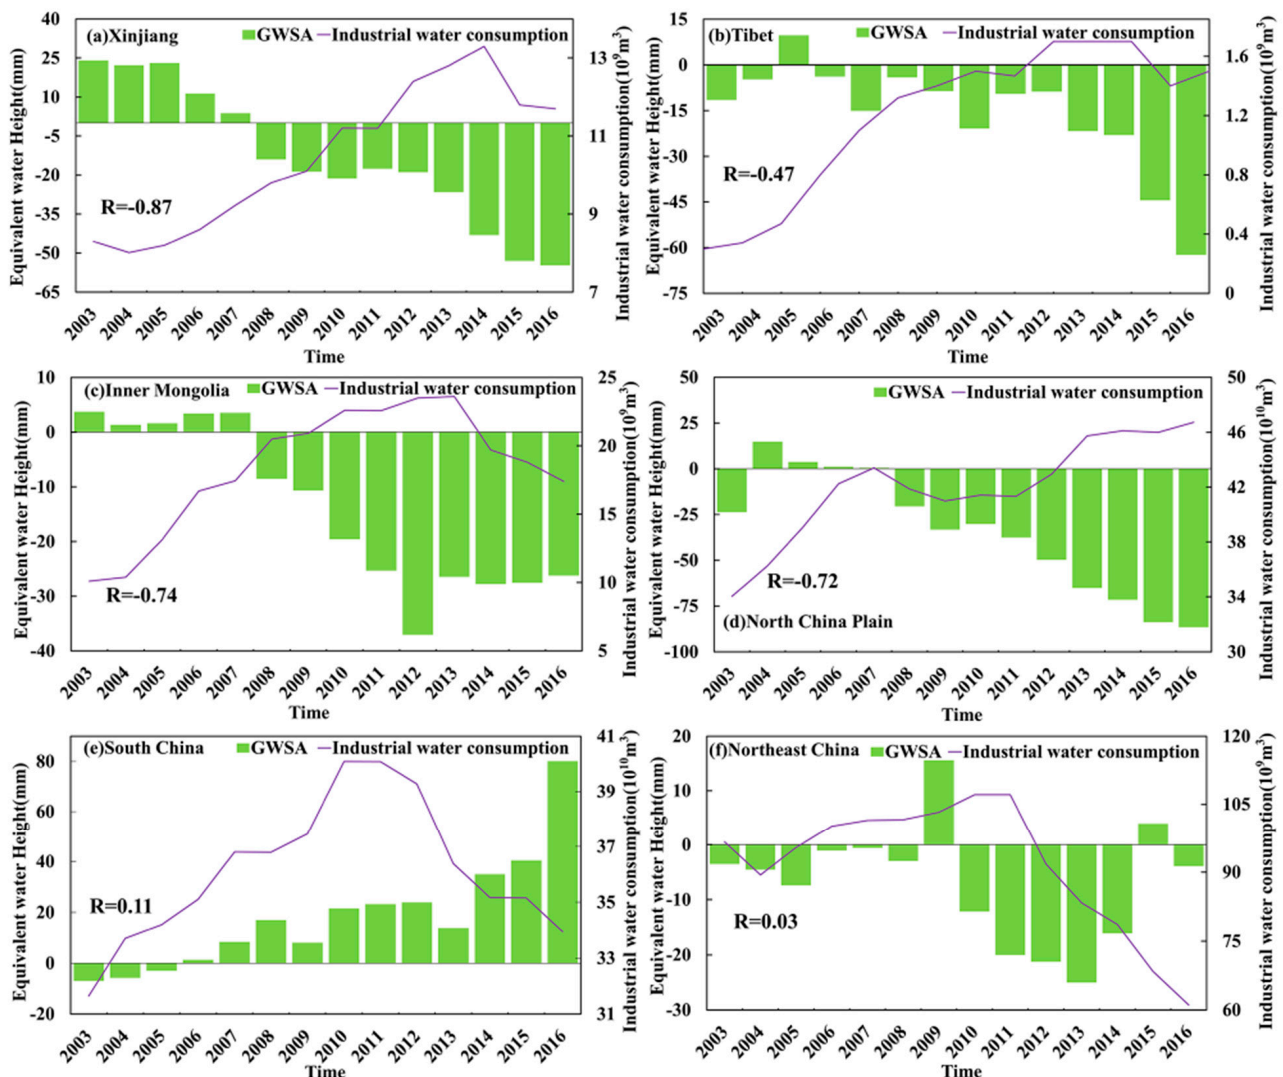 (a)Xinjiang
GWSA
Industrial water consumption
Equivalent water Height(mm)
40
25
10
-5
-20
-35
-50
-65
R=-0.87
13
11
9
7
Industrial water consumption(10⁹m³)
2003 2004 2005 2006 2007 2008 2009 2010 2011 2012 2013 2014 2015 2016
Time
(b)Tibet
GWSA
Industrial water consumption
Equivalent water Height(mm)
15
0
-15
-30
-45
-60
-75
R=-0.47
1.6
1.2
0.8
0.4
0
Industrial water consumption(10⁹m³)
2003 2004 2005 2006 2007 2008 2009 2010 2011 2012 2013 2014 2015 2016
Time
(c)Inner Mongolia
GWSA
Industrial water consumption
Equivalent water Height(mm)
10
0
-10
-20
-30
-40
R=-0.74
25
20
15
10
5
Industrial water consumption(10⁹m³)
2003 2004 2005 2006 2007 2008 2009 2010 2011 2012 2013 2014 2015 2016
Time
GWSA
Industrial water consumption
Equivalent water Height(mm)
50
25
0
-25
-50
-75
-100
R=-0.72
(d)North China Plain
50
46
42
38
34
30
Industrial water consumption(10¹⁰m³)
2003 2004 2005 2006 2007 2008 2009 2010 2011 2012 2013 2014 2015 2016
Time
(e)South China
GWSA
Industrial water consumption
Equivalent water Height(mm)
80
60
40
20
0
-20
R=0.11
41
39
37
35
33
31
Industrial water consumption(10¹⁰m³)
2003 2004 2005 2006 2007 2008 2009 2010 2011 2012 2013 2014 2015 2016
Time
(f)Northeast China
GWSA
Industrial water consumption
Equivalent water Height(mm)
20
10
0
-10
-20
-30
R=0.03
120
105
90
75
60
Industrial water consumption(10⁹m³)
2003 2004 2005 2006 2007 2008 2009 2010 2011 2012 2013 2014 2015 2016
Time